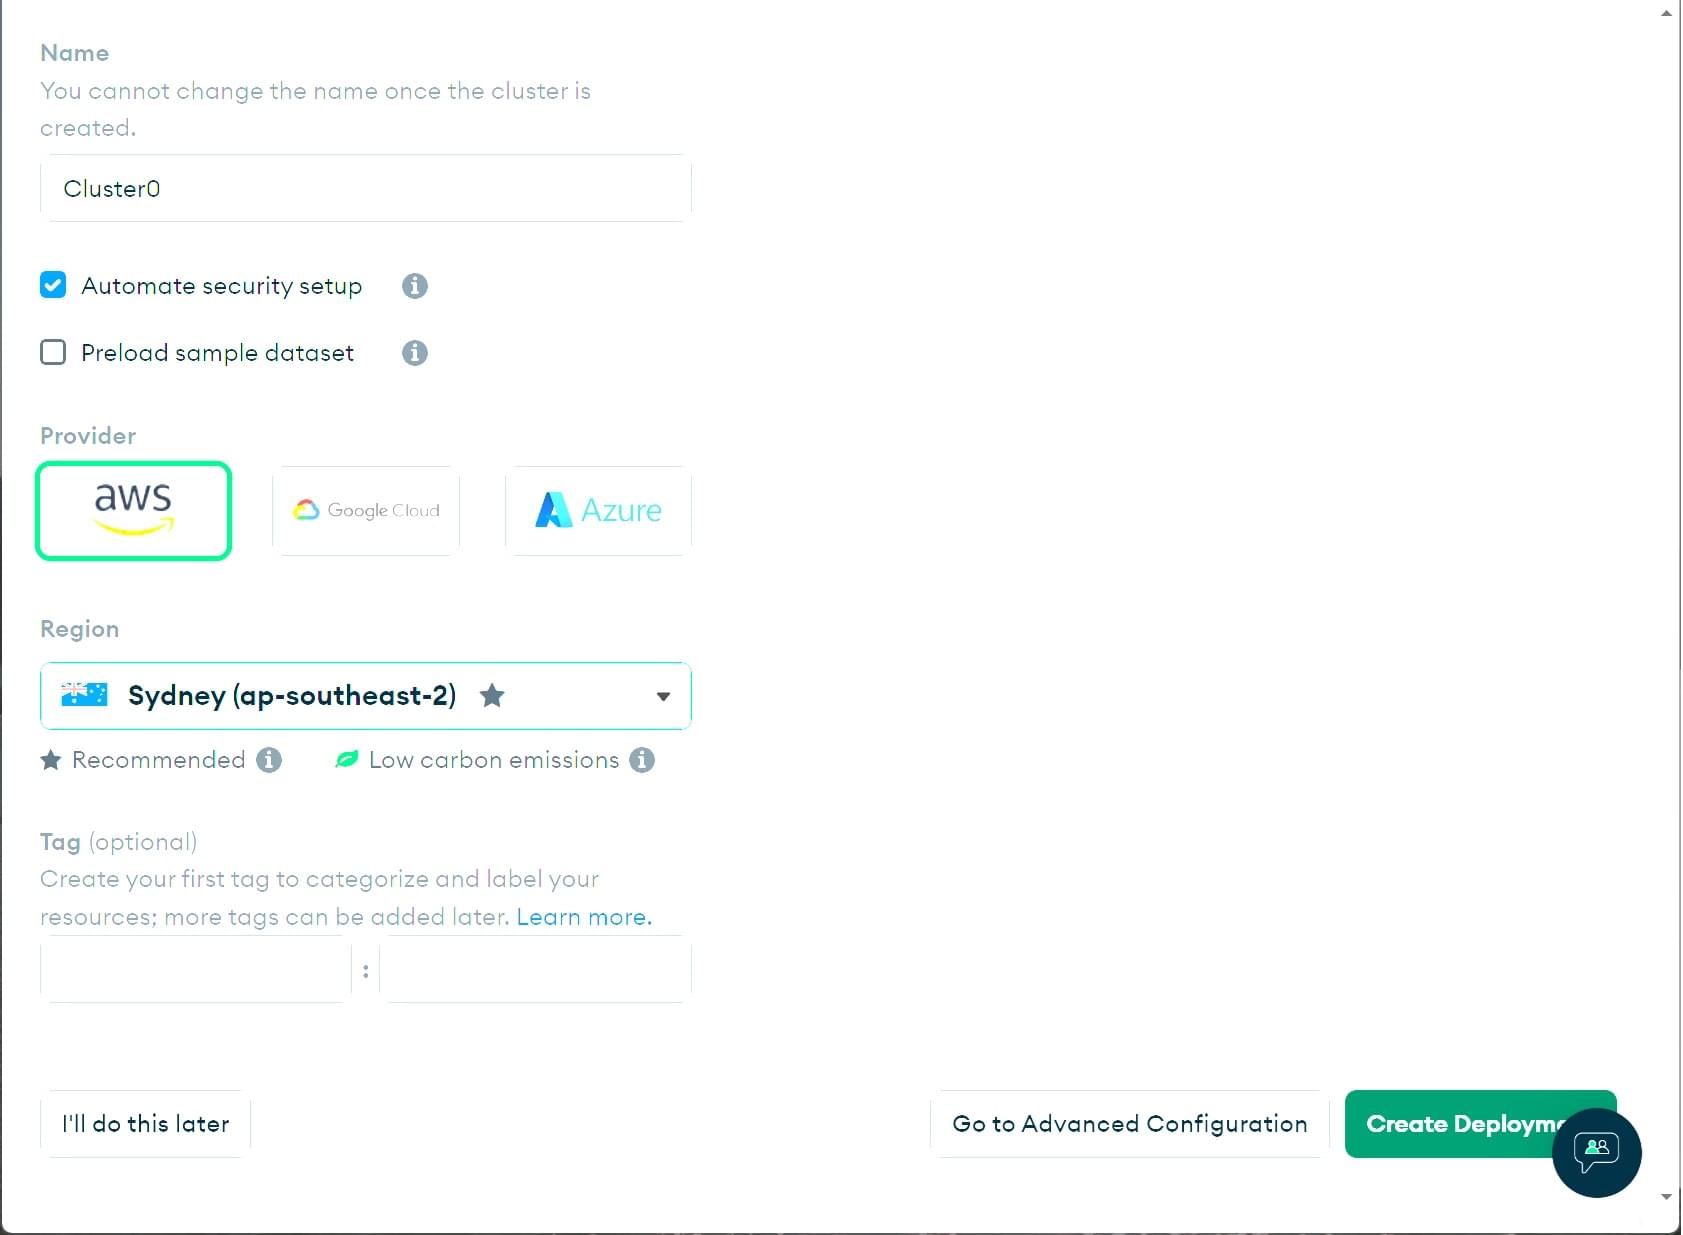 Name
You cannot change the name once the cluster is
created.
Cluster0
Automate security setup
Preload sample dataset
Provider
aws
Google Cloud
Azure
Region
Sydney (ap-southeast-2)
Recommended
Low carbon emissions
Tag (optional)
Create your first tag to categorize and label your
resources; more tags can be added later. Learn more.
:
I'll do this later
Go to Advanced Configuration
Create Deployme